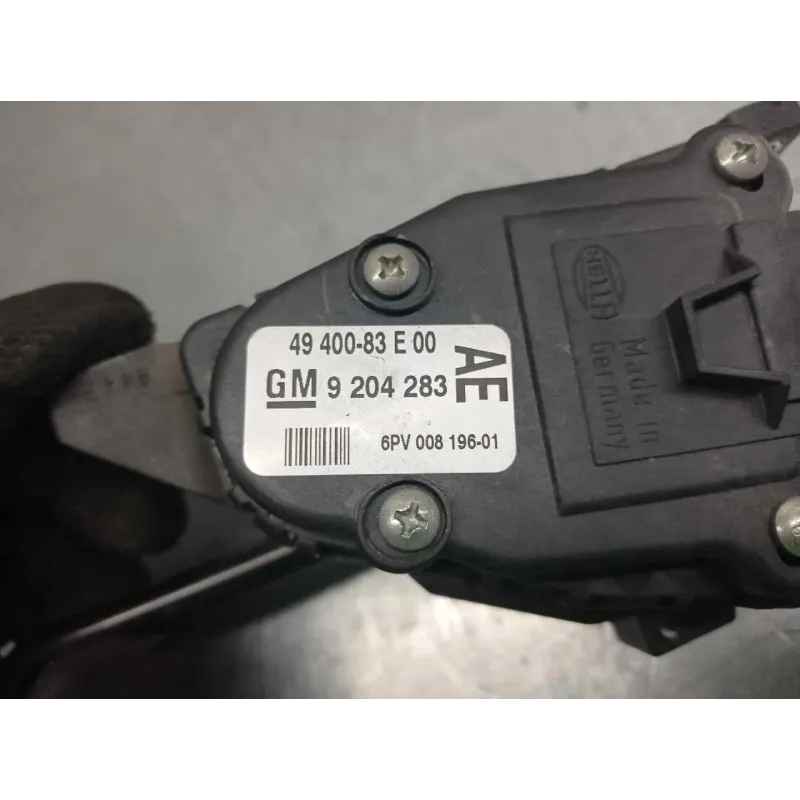 49 400-83 E 00
GM 9 204 283
AE
6PV 008 196-01
HELLA
Made in
Germany